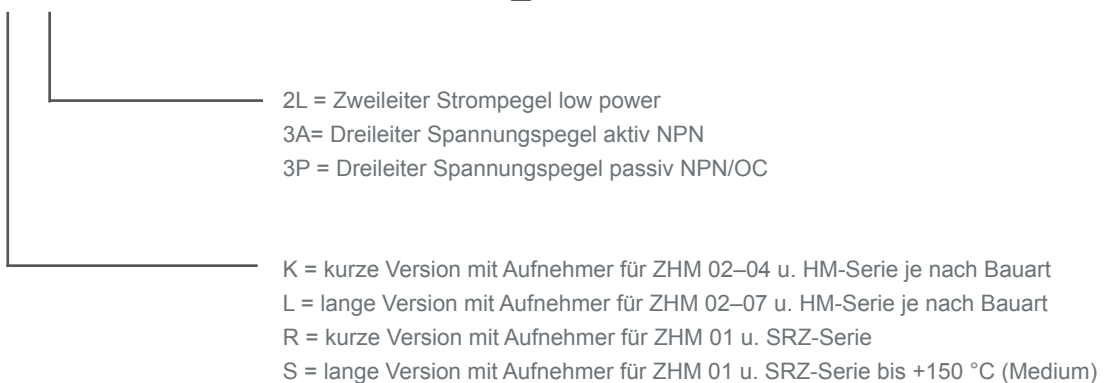 2L = Zweileiter Strompegel low power
3A= Dreileiter Spannungspegel aktiv NPN
3P = Dreileiter Spannungspegel passiv NPN/OC
K = kurze Version mit Aufnehmer für ZHM 02–04 u. HM-Serie je nach Bauart
L = lange Version mit Aufnehmer für ZHM 02–07 u. HM-Serie je nach Bauart
R = kurze Version mit Aufnehmer für ZHM 01 u. SRZ-Serie
S = lange Version mit Aufnehmer für ZHM 01 u. SRZ-Serie bis +150 °C (Medium)